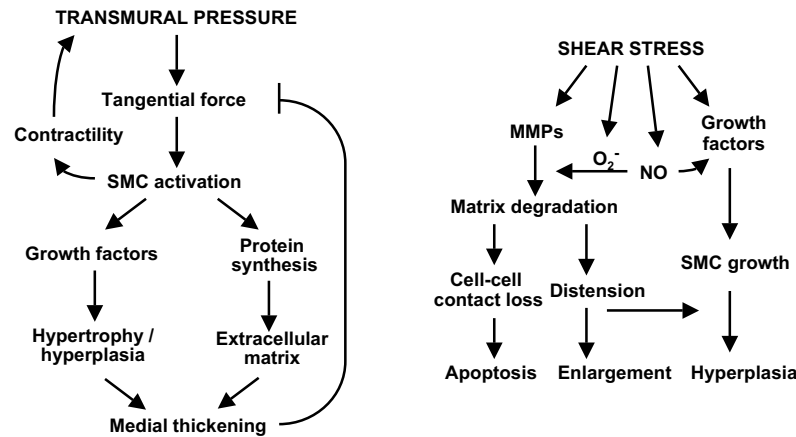 TRANSMURAL PRESSURE
Tangential force
Contractility
SMC activation
Growth factors
Protein
synthesis
Hypertrophy /
hyperplasia
Extracellular
matrix
Medial thickening
SHEAR STRESS
MMPs
Growth
factors
O2-
NO
Matrix degradation
SMC growth
Cell-cell
contact loss
Distension
Apoptosis
Enlargement
Hyperplasia